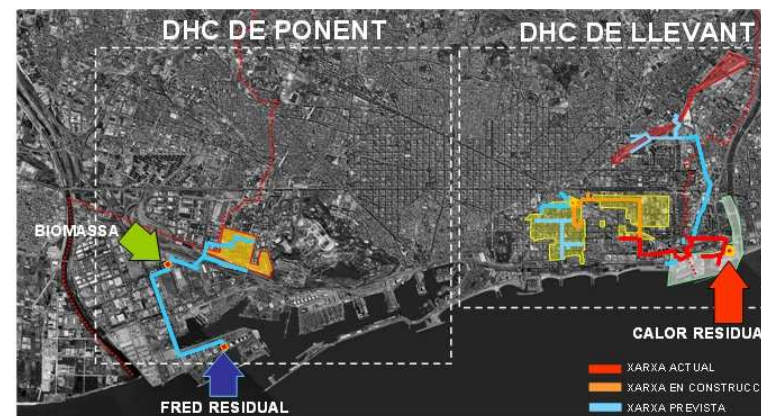 DHC DE PONENT
DHC DE LLEVANT
BIOMASSA
CALOR RESIDUA
FRED RESIDUAL
XARXA ACTUAL
XARXA EN CONSTRUCC
XARXA PREVISTA